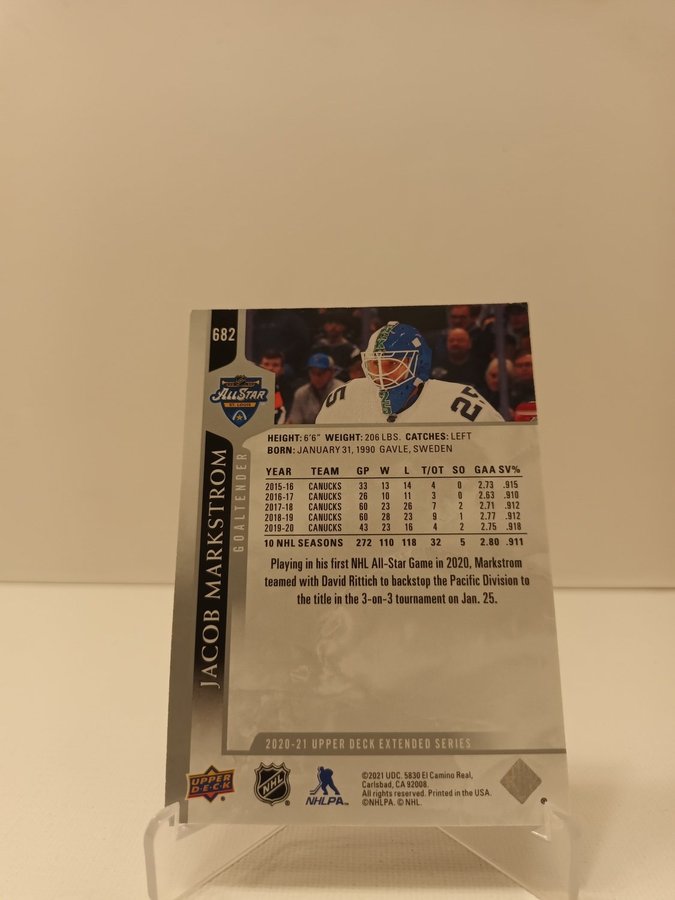 682
ALL STAR
ST. LOUIS
25
25
JACOB MARKSTROM
GOALTENDER
HEIGHT: 6'6" WEIGHT: 206 LBS. CATCHES: LEFT
BORN: JANUARY 31, 1990 GAVLE, SWEDEN
YEAR TEAM GP W L T/OT SO GAA SV%
2015-16 CANUCKS 33 13 14 4 0 2.73 .915
2016-17 CANUCKS 26 10 11 3 0 2.63 .910
2017-18 CANUCKS 60 23 26 7 2 2.71 .912
2018-19 CANUCKS 60 28 23 9 1 2.77 .912
2019-20 CANUCKS 43 23 16 4 2 2.75 .918
10 NHL SEASONS 272 110 118 32 5 2.80 .911
Playing in his first NHL All-Star Game in 2020, Markstrom
teamed with David Rittich to backstop the Pacific Division to
the title in the 3-on-3 tournament on Jan. 25.
2020-21 UPPER DECK EXTENDED SERIES
UPPER
D·E·C·K
NHL
NHLPA
©2021 UDC. 5830 El Camino Real,
Carlsbad, CA 92008.
All rights reserved. Printed in the USA.
©NHLPA. © NHL.